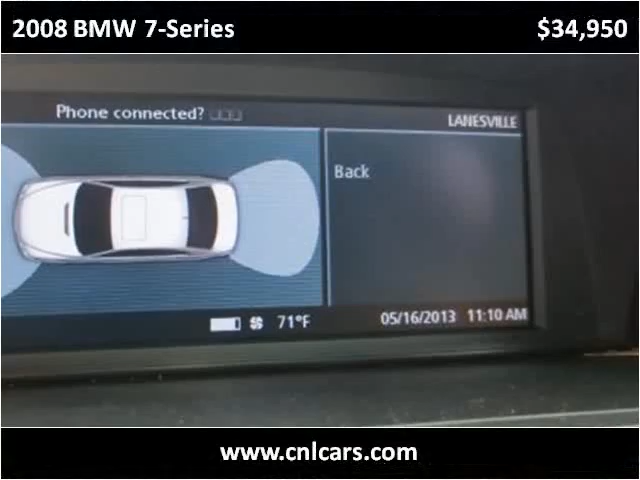 2008 BMW 7-Series $34,950
Phone connected?
LANESVILLE
Back
71°F
05/16/2013 11:10 AM
www.cnlcars.com